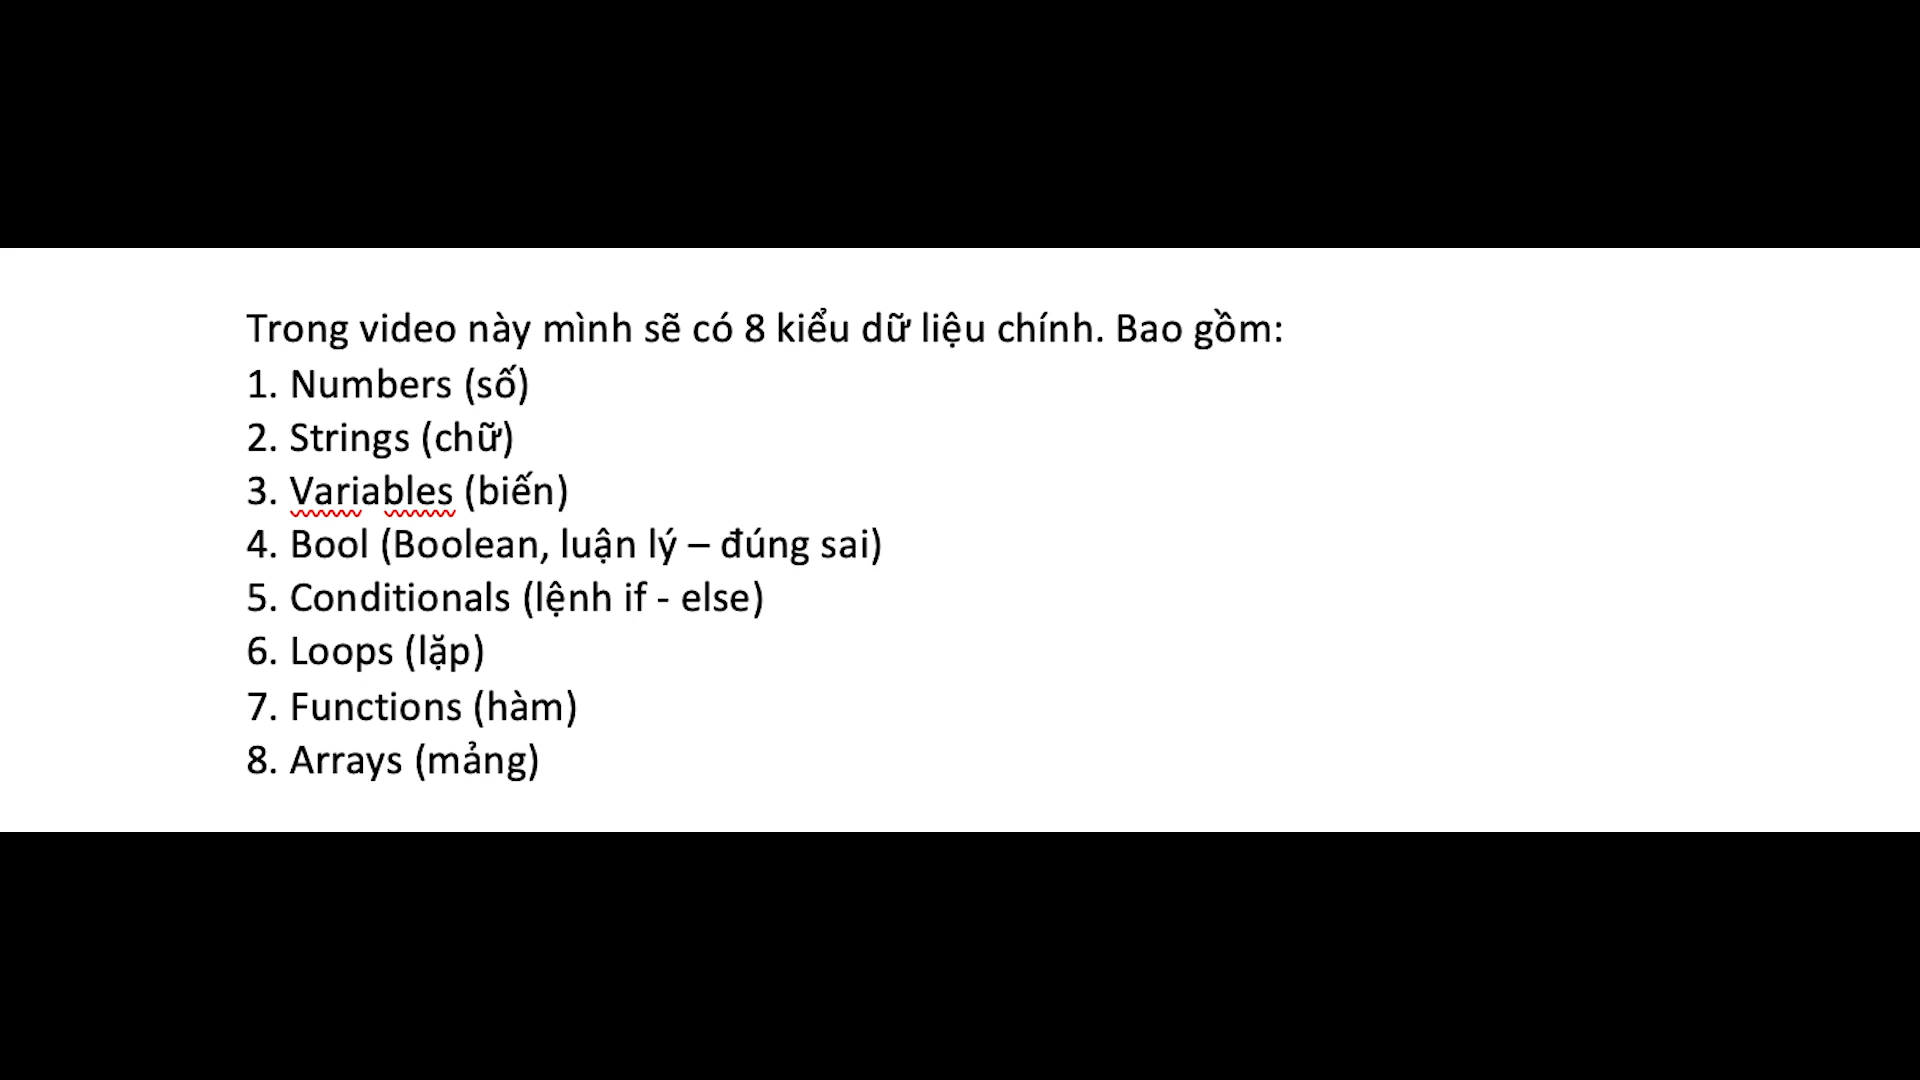 Trong video này mình sẽ có 8 kiểu dữ liệu chính. Bao gồm:
1. Numbers (số)
2. Strings (chữ)
3. Variables (biến)
4. Bool (Boolean, luận lý – đúng sai)
5. Conditionals (lệnh if - else)
6. Loops (lặp)
7. Functions (hàm)
8. Arrays (mảng)